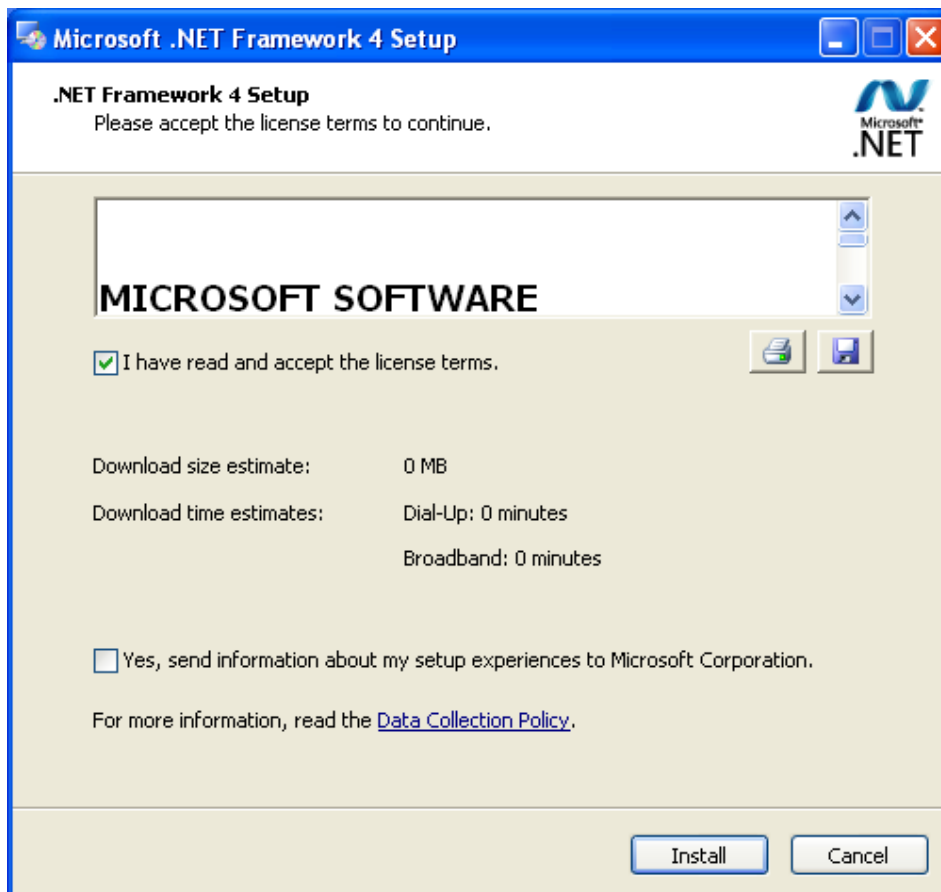 Microsoft .NET Framework 4 Setup
.NET Framework 4 Setup
Please accept the license terms to continue.
Microsoft®
.NET
MICROSOFT SOFTWARE
I have read and accept the license terms.
Download size estimate: 0 MB
Download time estimates: Dial-Up: 0 minutes
Broadband: 0 minutes
Yes, send information about my setup experiences to Microsoft Corporation.
For more information, read the Data Collection Policy.
Install Cancel